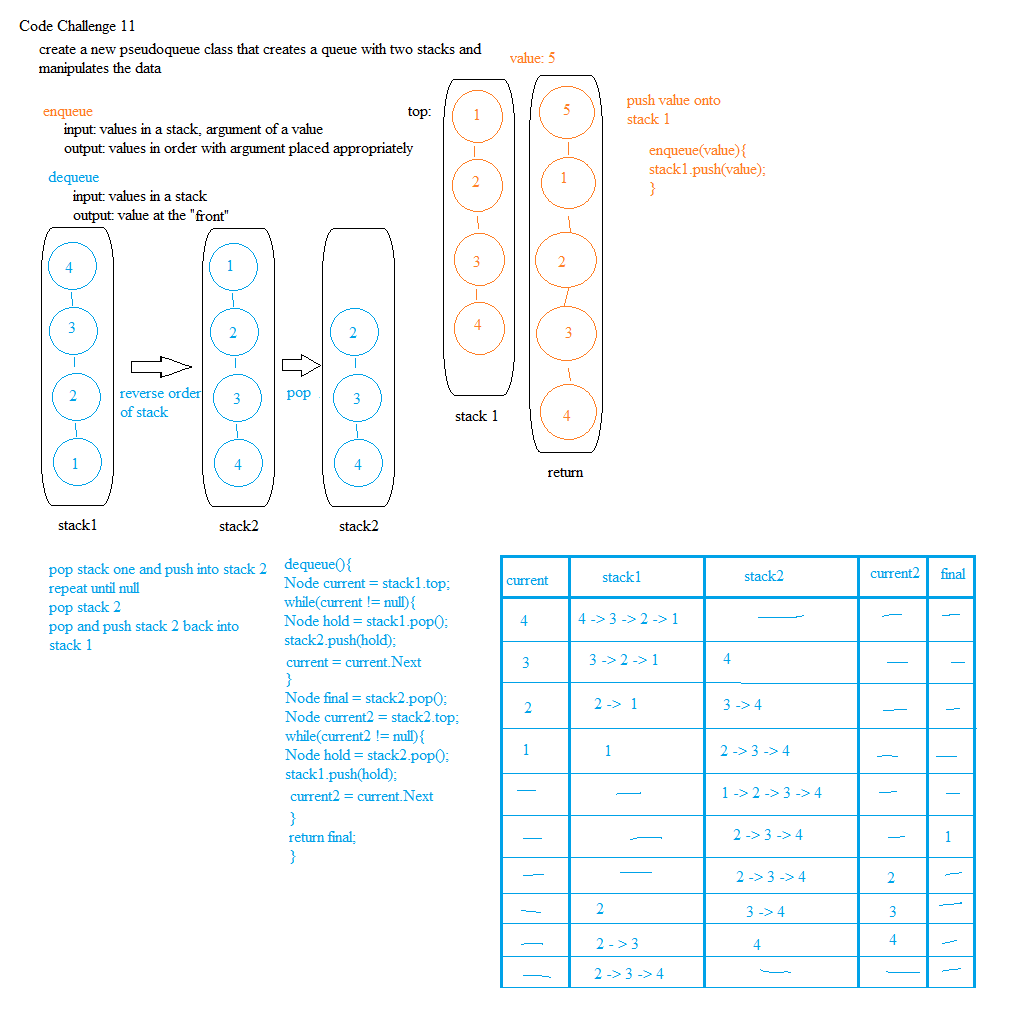 Code Challenge 11
create a new pseudoqueue class that creates a queue with two stacks and
manipulates the data
enqueue
input: values in a stack, argument of a value
output: values in order with argument placed appropriately
dequeue
input: values in a stack
output: value at the "front"
4
3
2
1
stack1
reverse order
of stack
1
2
3
4
stack2
pop
2
3
4
stack2
value: 5
top:
1
2
3
4
stack 1
5
1
2
3
4
return
push value onto
stack 1
enqueue(value){
stack1.push(value);
}
pop stack one and push into stack 2
repeat until null
pop stack 2
pop and push stack 2 back into
stack 1
dequeue(){
Node current = stack1.top;
while(current != null){
Node hold = stack1.pop();
stack2.push(hold);
current = current.Next
}
Node final = stack2.pop();
Node current2 = stack2.top;
while(current2 != null){
Node hold = stack2.pop();
stack1.push(hold);
current2 = current.Next
}
return final;
}
current stack1 stack2 current2 final
4 4 -> 3 -> 2 -> 1 — — —
3 3 -> 2 -> 1 4 — —
2 2 -> 1 3 -> 4 — —
1 1 2 -> 3 -> 4 — —
— — 1 -> 2 -> 3 -> 4 — —
— — 2 -> 3 -> 4 — 1
— — 2 -> 3 -> 4 2 —
— 2 3 -> 4 3 —
— 2 - > 3 4 4 —
— 2 -> 3 -> 4 — — —